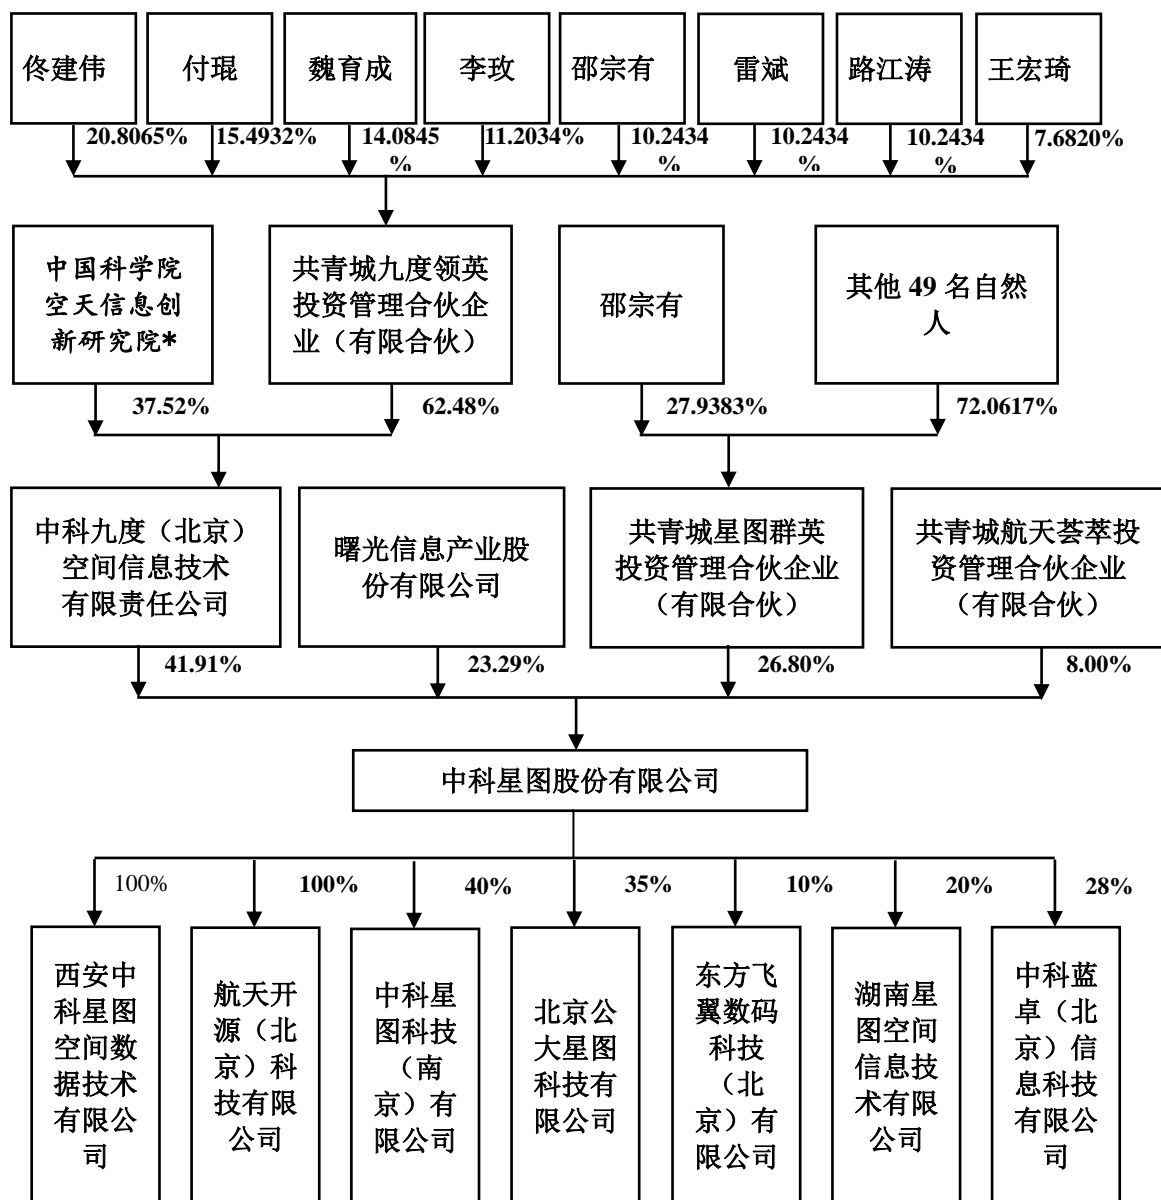 佟建伟
付琨
魏育成
李玫
邵宗有
雷斌
路江涛
王宏琦
20.8065%
15.4932%
14.0845
%
11.2034%
10.2434
%
10.2434
%
10.2434
%
7.6820%
中国科学院
空天信息创
新研究院*
共青城九度领英
投资管理合伙企
业（有限合伙）
邵宗有
其他 49 名自然
人
37.52%
62.48%
27.9383%
72.0617%
中科九度（北京）
空间信息技术
有限责任公司
曙光信息产业股
份有限公司
共青城星图群英
投资管理合伙企业
（有限合伙）
共青城航天荟萃投
资管理合伙企业
（有限合伙）
41.91%
23.29%
26.80%
8.00%
中科星图股份有限公司
100%
100%
40%
35%
10%
20%
28%
西安中
科星图
空间数
据技术
有限公
司
航天开
源（北
京）科
技有限
公司
中科星
图科技
（南
京）有
限公司
北京公
大星图
科技有
限公司
东方飞
翼数码
科技
（北
京）有
限公司
湖南星
图空间
信息技
术有限
公司
中科蓝
卓（北
京）信
息科技
有限公
司